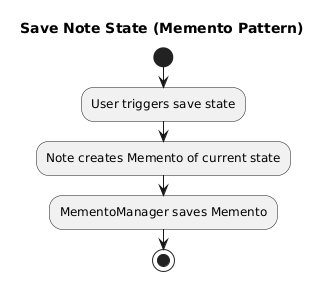 Save Note State (Memento Pattern)
User triggers save state
Note creates Memento of current state
MementoManager saves Memento